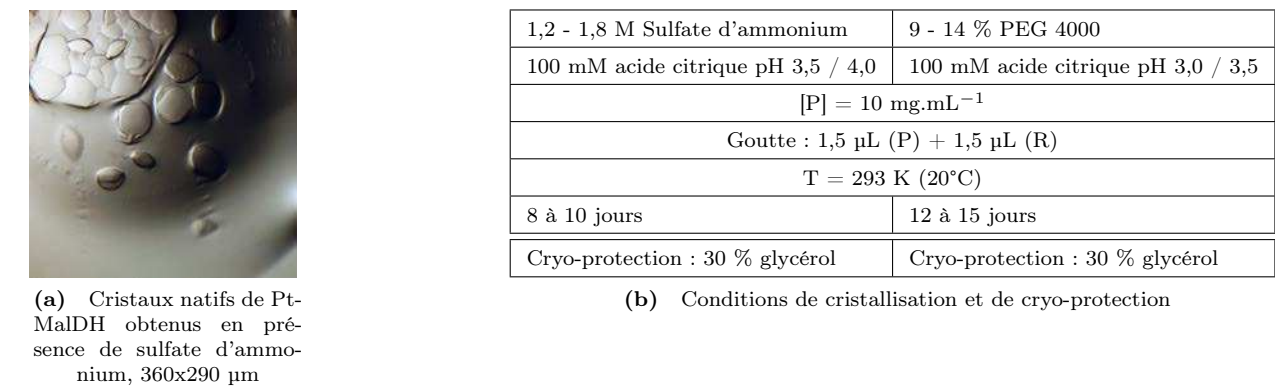 1,2 - 1,8 M Sulfate d'ammonium
9 - 14 % PEG 4000
100 mM acide citrique pH 3,5 / 4,0
100 mM acide citrique pH 3,0 / 3,5
[P] = 10 mg.mL⁻¹
Goutte : 1,5 µL (P) + 1,5 µL (R)
T = 293 K (20°C)
8 à 10 jours
12 à 15 jours
Cryo-protection : 30 % glycérol
Cryo-protection : 30 % glycérol
(a) Cristaux natifs de Pt-
MalDH obtenus en pré-
sence de sulfate d'ammo-
nium, 360x290 µm
(b) Conditions de cristallisation et de cryo-protection